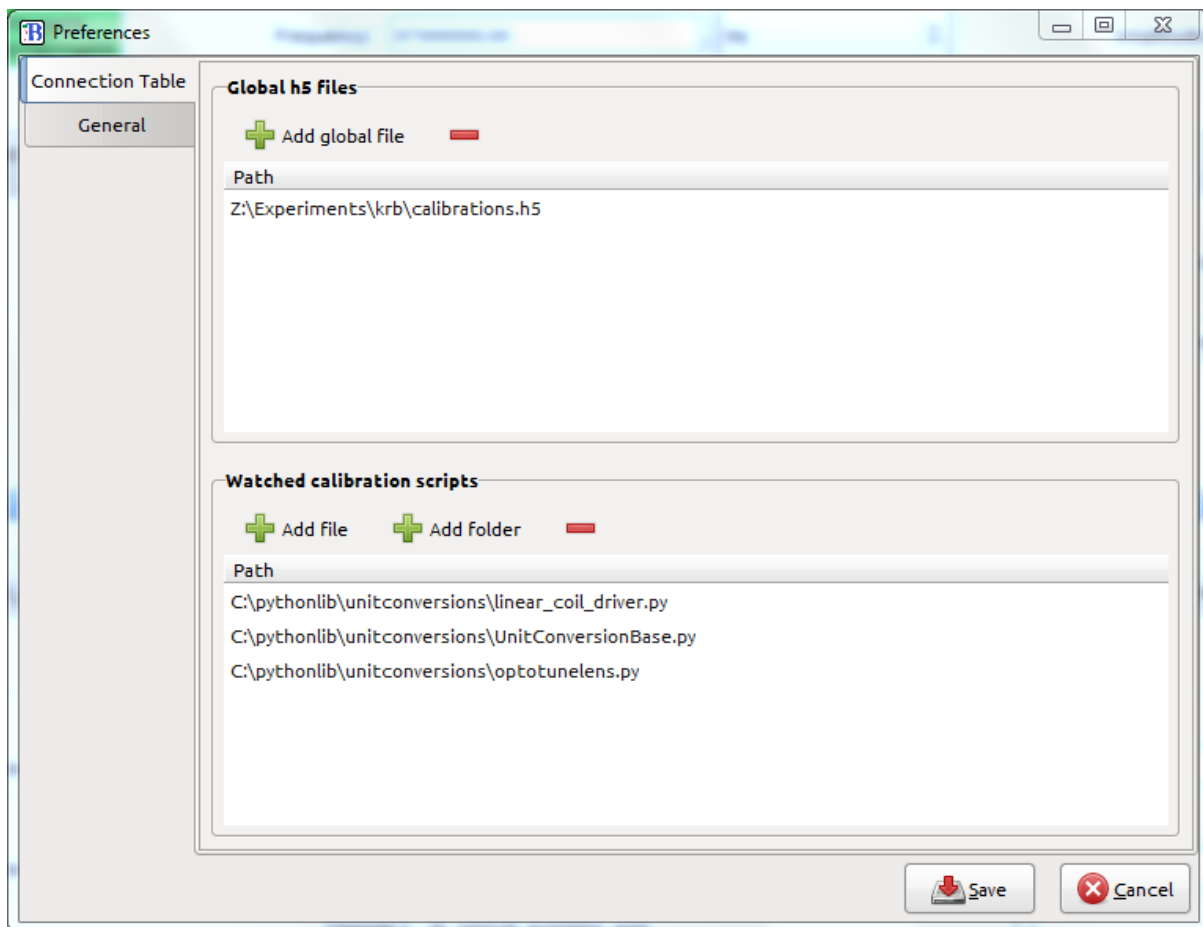 B Preferences
Frequency
Connection Table
General
Global h5 files
Add global file
Path
Z:\Experiments\krb\calibrations.h5
Watched calibration scripts
Add file Add folder
Path
C:\pythonlib\unitconversions\linear_coil_driver.py
C:\pythonlib\unitconversions\UnitConversionBase.py
C:\pythonlib\unitconversions\optotunelens.py
Save Cancel